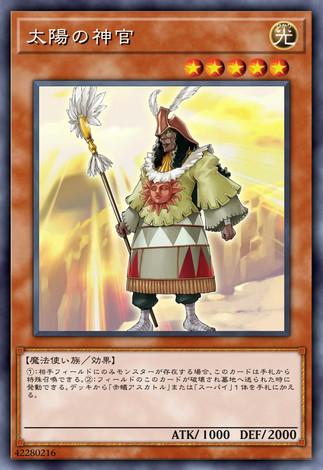 太陽の神官
光
【魔法使い族／効果】
①:相手フィールドにのみモンスターが存在する場合、このカードは手札から
特殊召喚できる。②:フィールドのこのカードが破壊され墓地へ送られた時に
発動できる。デッキから「赤蟻アスカトル」または「スーパイ」１体を手札に加え
る。
ATK/ 1000 DEF/2000
42280216